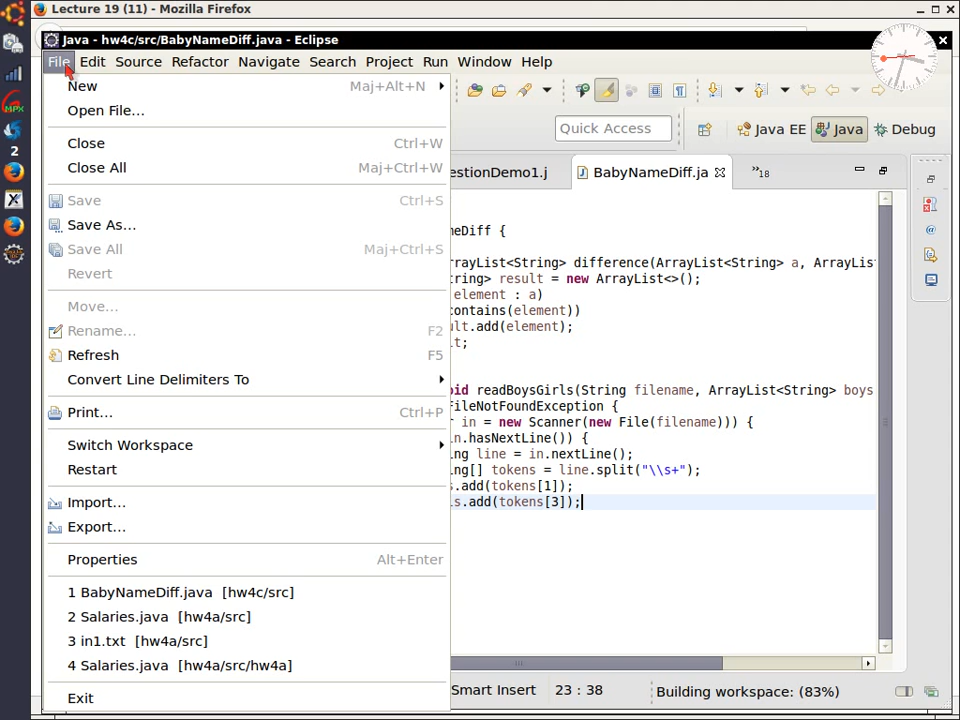 Lecture 19 (11) - Mozilla Firefox
Java - hw4c/src/BabyNameDiff.java - Eclipse
File Edit Source Refactor Navigate Search Project Run Window Help
New Maj+Alt+N
Open File...
Close Ctrl+W
Close All Maj+Ctrl+W
Save Ctrl+S
Save As...
Save All Maj+Ctrl+S
Revert
Move...
Rename... F2
Refresh F5
Convert Line Delimiters To
Print... Ctrl+P
Switch Workspace
Restart
Import...
Export...
Properties Alt+Enter
1 BabyNameDiff.java [hw4c/src]
2 Salaries.java [hw4a/src]
3 in1.txt [hw4a/src]
4 Salaries.java [hw4a/src/hw4a]
Exit
Quick Access
Java EE Java Debug
estionDemo1.j BabyNameDiff.ja »18
meDiff {
rrayList<String> difference(ArrayList<String> a, ArrayLis
tring> result = new ArrayList<>();
element : a)
contains(element))
ult.add(element);
lt;
oid readBoysGirls(String filename, ArrayList<String> boys
FileNotFoundException {
r in = new Scanner(new File(filename))) {
in.hasNextLine()) {
ing line = in.nextLine();
ng[] tokens = line.split("\\s+");
s.add(tokens[1]);
ls.add(tokens[3]);
Smart Insert 23 : 38 Building workspace: (83%)
MPX
2